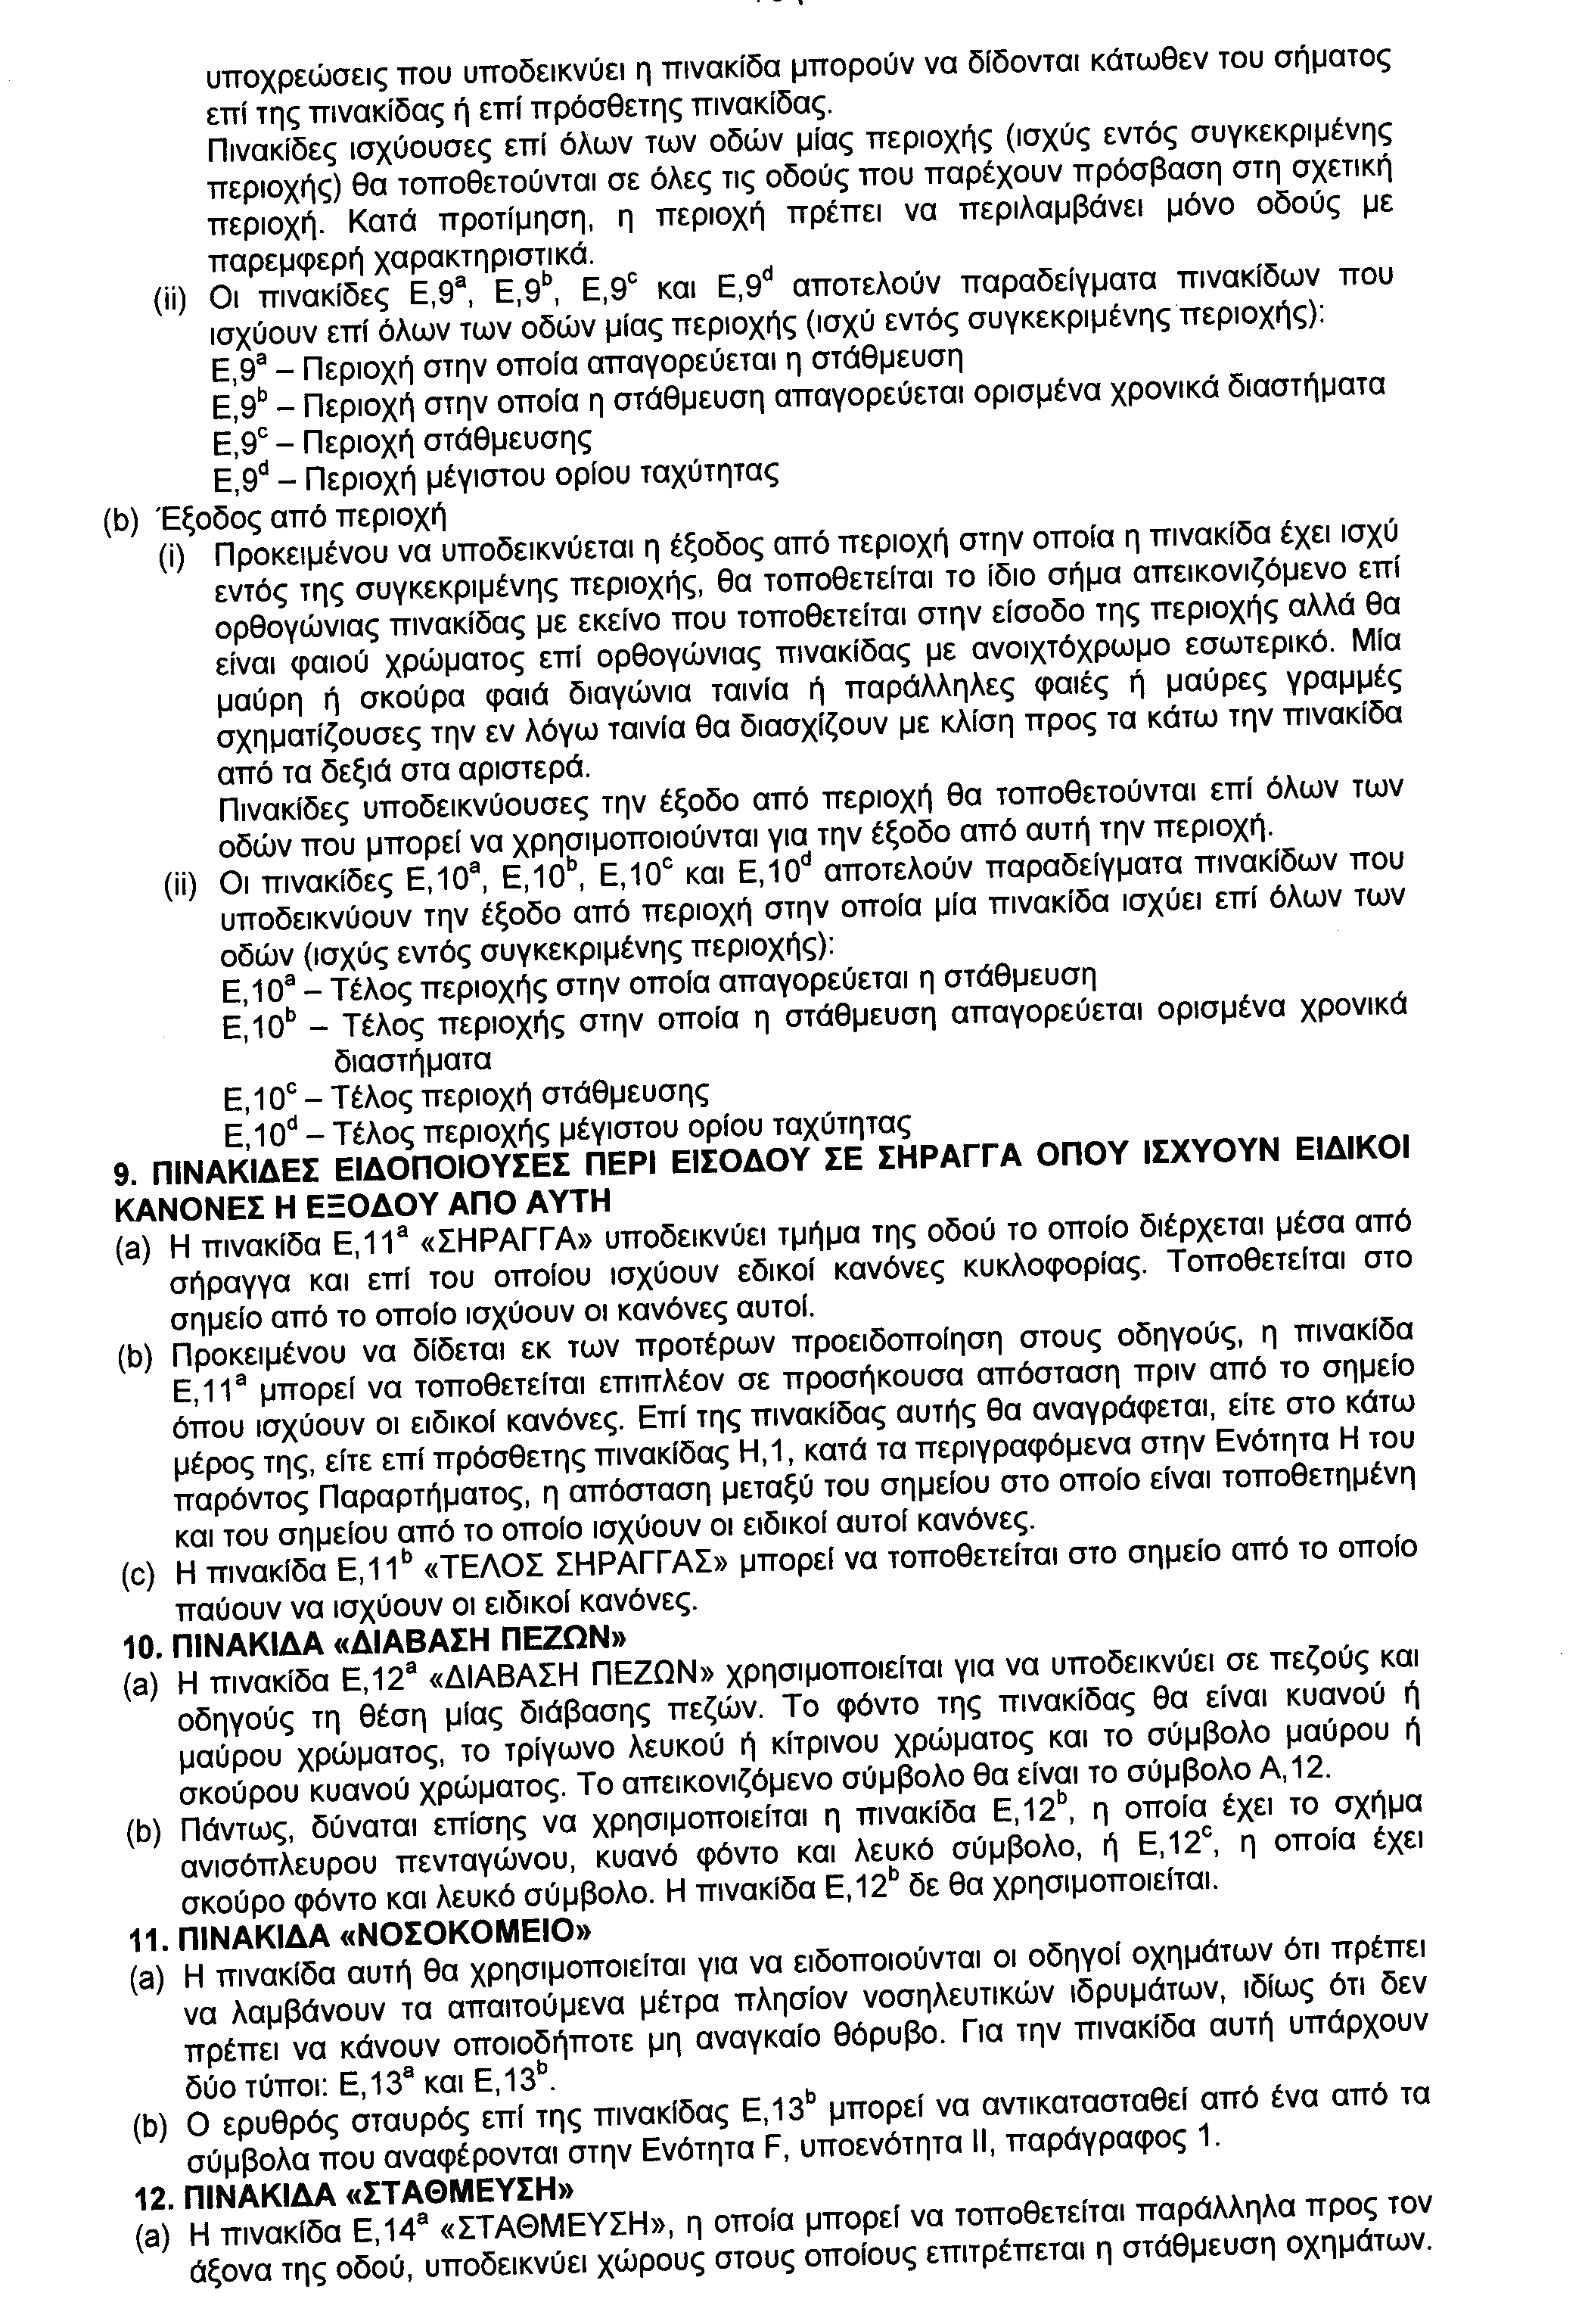 υποχρεώσεις που υποδεικνύει η πινακίδα μπορούν να δίδονται κάτωθεν του σήματος
επί της πινακίδας ή επί πρόσθετης πινακίδας.
Πινακίδες ισχύουσες επί όλων των οδών μίας περιοχής (ισχύς εντός συγκεκριμένης
περιοχής) θα τοποθετούνται σε όλες τις οδούς που παρέχουν πρόσβαση στη σχετική
περιοχή. Κατά προτίμηση, η περιοχή πρέπει να περιλαμβάνει μόνο οδούς με
παρεμφερή χαρακτηριστικά.
(ii) Οι πινακίδες Ε,9ᵃ, Ε,9ᵇ, Ε,9ᶜ και Ε,9ᵈ αποτελούν παραδείγματα πινακίδων που
ισχύουν επί όλων των οδών μίας περιοχής (ισχύ εντός συγκεκριμένης περιοχής):
Ε,9ᵃ – Περιοχή στην οποία απαγορεύεται η στάθμευση
Ε,9ᵇ – Περιοχή στην οποία η στάθμευση απαγορεύεται ορισμένα χρονικά διαστήματα
Ε,9ᶜ – Περιοχή στάθμευσης
Ε,9ᵈ – Περιοχή μέγιστου ορίου ταχύτητας
(b) Έξοδος από περιοχή
(i) Προκειμένου να υποδεικνύεται η έξοδος από περιοχή στην οποία η πινακίδα έχει ισχύ
εντός της συγκεκριμένης περιοχής, θα τοποθετείται το ίδιο σήμα απεικονιζόμενο επί
ορθογώνιας πινακίδας με εκείνο που τοποθετείται στην είσοδο της περιοχής αλλά θα
είναι φαιού χρώματος επί ορθογώνιας πινακίδας με ανοιχτόχρωμο εσωτερικό. Μία
μαύρη ή σκούρα φαιά διαγώνια ταινία ή παράλληλες φαιές ή μαύρες γραμμές
σχηματίζουσες την εν λόγω ταινία θα διασχίζουν με κλίση προς τα κάτω την πινακίδα
από τα δεξιά στα αριστερά.
Πινακίδες υποδεικνύουσες την έξοδο από περιοχή θα τοποθετούνται επί όλων των
οδών που μπορεί να χρησιμοποιούνται για την έξοδο από αυτή την περιοχή.
(ii) Οι πινακίδες Ε,10ᵃ, Ε,10ᵇ, Ε,10ᶜ και Ε,10ᵈ αποτελούν παραδείγματα πινακίδων που
υποδεικνύουν την έξοδο από περιοχή στην οποία μία πινακίδα ισχύει επί όλων των
οδών (ισχύς εντός συγκεκριμένης περιοχής):
Ε,10ᵃ – Τέλος περιοχής στην οποία απαγορεύεται η στάθμευση
Ε,10ᵇ – Τέλος περιοχής στην οποία η στάθμευση απαγορεύεται ορισμένα χρονικά
διαστήματα
Ε,10ᶜ – Τέλος περιοχή στάθμευσης
Ε,10ᵈ – Τέλος περιοχής μέγιστου ορίου ταχύτητας
9. ΠΙΝΑΚΙΔΕΣ ΕΙΔΟΠΟΙΟΥΣΕΣ ΠΕΡΙ ΕΙΣΟΔΟΥ ΣΕ ΣΗΡΑΓΓΑ ΟΠΟΥ ΙΣΧΥΟΥΝ ΕΙΔΙΚΟΙ
ΚΑΝΟΝΕΣ Η ΕΞΟΔΟΥ ΑΠΟ ΑΥΤΗ
(a) Η πινακίδα Ε,11ᵃ «ΣΗΡΑΓΓΑ» υποδεικνύει τμήμα της οδού το οποίο διέρχεται μέσα από
σήραγγα και επί του οποίου ισχύουν εδικοί κανόνες κυκλοφορίας. Τοποθετείται στο
σημείο από το οποίο ισχύουν οι κανόνες αυτοί.
(b) Προκειμένου να δίδεται εκ των προτέρων προειδοποίηση στους οδηγούς, η πινακίδα
Ε,11ᵃ μπορεί να τοποθετείται επιπλέον σε προσήκουσα απόσταση πριν από το σημείο
όπου ισχύουν οι ειδικοί κανόνες. Επί της πινακίδας αυτής θα αναγράφεται, είτε στο κάτω
μέρος της, είτε επί πρόσθετης πινακίδας Η,1, κατά τα περιγραφόμενα στην Ενότητα Η του
παρόντος Παραρτήματος, η απόσταση μεταξύ του σημείου στο οποίο είναι τοποθετημένη
και του σημείου από το οποίο ισχύουν οι ειδικοί αυτοί κανόνες.
(c) Η πινακίδα Ε,11ᵇ «ΤΕΛΟΣ ΣΗΡΑΓΓΑΣ» μπορεί να τοποθετείται στο σημείο από το οποίο
παύουν να ισχύουν οι ειδικοί κανόνες.
10. ΠΙΝΑΚΙΔΑ «ΔΙΑΒΑΣΗ ΠΕΖΩΝ»
(a) Η πινακίδα Ε,12ᵃ «ΔΙΑΒΑΣΗ ΠΕΖΩΝ» χρησιμοποιείται για να υποδεικνύει σε πεζούς και
οδηγούς τη θέση μίας διάβασης πεζών. Το φόντο της πινακίδας θα είναι κυανού ή
μαύρου χρώματος, το τρίγωνο λευκού ή κίτρινου χρώματος και το σύμβολο μαύρου ή
σκούρου κυανού χρώματος. Το απεικονιζόμενο σύμβολο θα είναι το σύμβολο Α,12.
(b) Πάντως, δύναται επίσης να χρησιμοποιείται η πινακίδα Ε,12ᵇ, η οποία έχει το σχήμα
ανισόπλευρου πενταγώνου, κυανό φόντο και λευκό σύμβολο, ή Ε,12ᶜ, η οποία έχει
σκούρο φόντο και λευκό σύμβολο. Η πινακίδα Ε,12ᵇ δε θα χρησιμοποιείται.
11. ΠΙΝΑΚΙΔΑ «ΝΟΣΟΚΟΜΕΙΟ»
(a) Η πινακίδα αυτή θα χρησιμοποιείται για να ειδοποιούνται οι οδηγοί οχημάτων ότι πρέπει
να λαμβάνουν τα απαιτούμενα μέτρα πλησίον νοσηλευτικών ιδρυμάτων, ιδίως ότι δεν
πρέπει να κάνουν οποιοδήποτε μη αναγκαίο θόρυβο. Για την πινακίδα αυτή υπάρχουν
δύο τύποι: Ε,13ᵃ και Ε,13ᵇ.
(b) Ο ερυθρός σταυρός επί της πινακίδας Ε,13ᵇ μπορεί να αντικατασταθεί από ένα από τα
σύμβολα που αναφέρονται στην Ενότητα F, υποενότητα ΙΙ, παράγραφος 1.
12. ΠΙΝΑΚΙΔΑ «ΣΤΑΘΜΕΥΣΗ»
(a) Η πινακίδα Ε,14ᵃ «ΣΤΑΘΜΕΥΣΗ», η οποία μπορεί να τοποθετείται παράλληλα προς τον
άξονα της οδού, υποδεικνύει χώρους στους οποίους επιτρέπεται η στάθμευση οχημάτων.